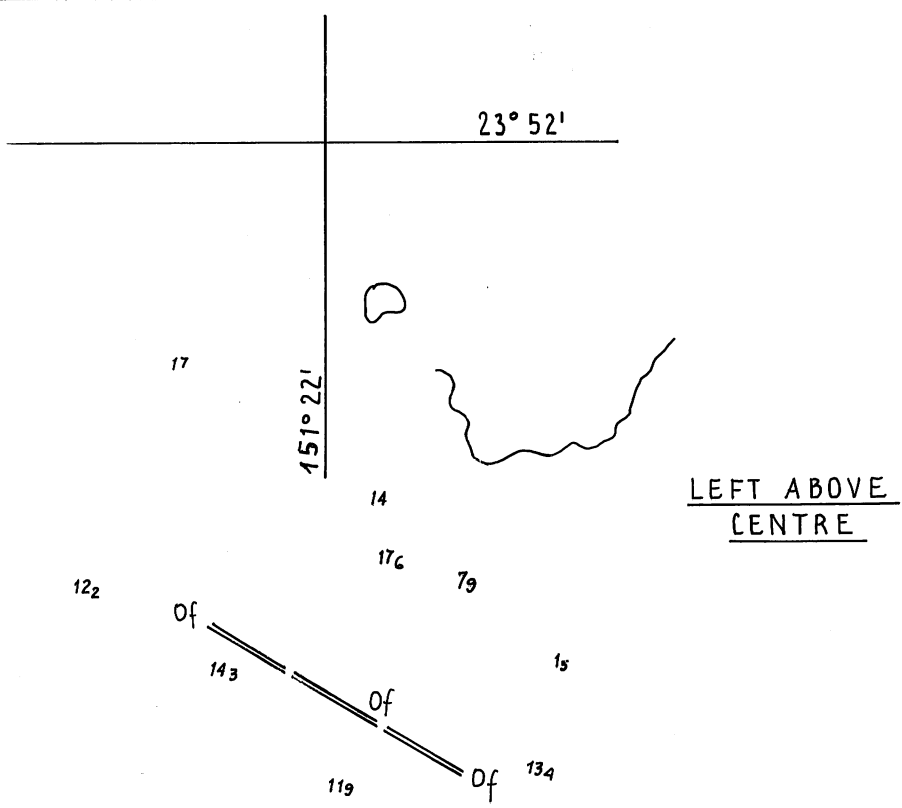 23° 52'
17
151° 22'
14
LEFT ABOVE
CENTRE
17₆
7₉
12₂
Of
1₅
14₃
Of
13₄
Of
11₉